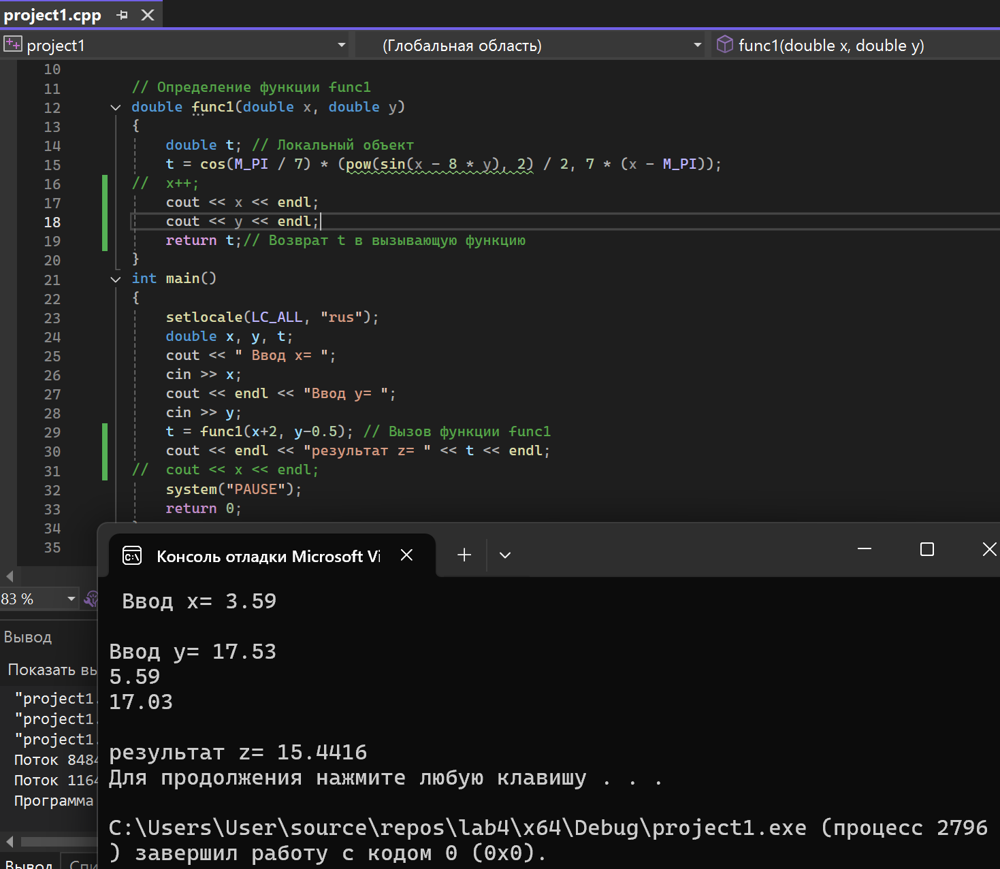 project1.cpp
project1 (Глобальная область) func1(double x, double y)
10
11 // Определение функции func1
12 double func1(double x, double y)
13 {
14 double t; // Локальный объект
15 t = cos(M_PI / 7) * (pow(sin(x - 8 * y), 2) / 2, 7 * (x - M_PI));
16 // x++;
17 cout << x << endl;
18 cout << y << endl;
19 return t;// Возврат t в вызывающую функцию
20 }
21 int main()
22 {
23 setlocale(LC_ALL, "rus");
24 double x, y, t;
25 cout << " Ввод x= ";
26 cin >> x;
27 cout << endl << "Ввод y= ";
28 cin >> y;
29 t = func1(x+2, y-0.5); // Вызов функции func1
30 cout << endl << "результат z= " << t << endl;
31 // cout << x << endl;
32 system("PAUSE");
33 return 0;
34
35
83 %
Вывод
Показать вы
"project1.
"project1.
"project1.
Поток 8484
Поток 1164
Программа
Вывод Спи
Консоль отладки Microsoft Vi
Ввод x= 3.59
Ввод y= 17.53
5.59
17.03
результат z= 15.4416
Для продолжения нажмите любую клавишу . . .
C:\Users\User\source\repos\lab4\x64\Debug\project1.exe (процесс 2796
) завершил работу с кодом 0 (0x0).